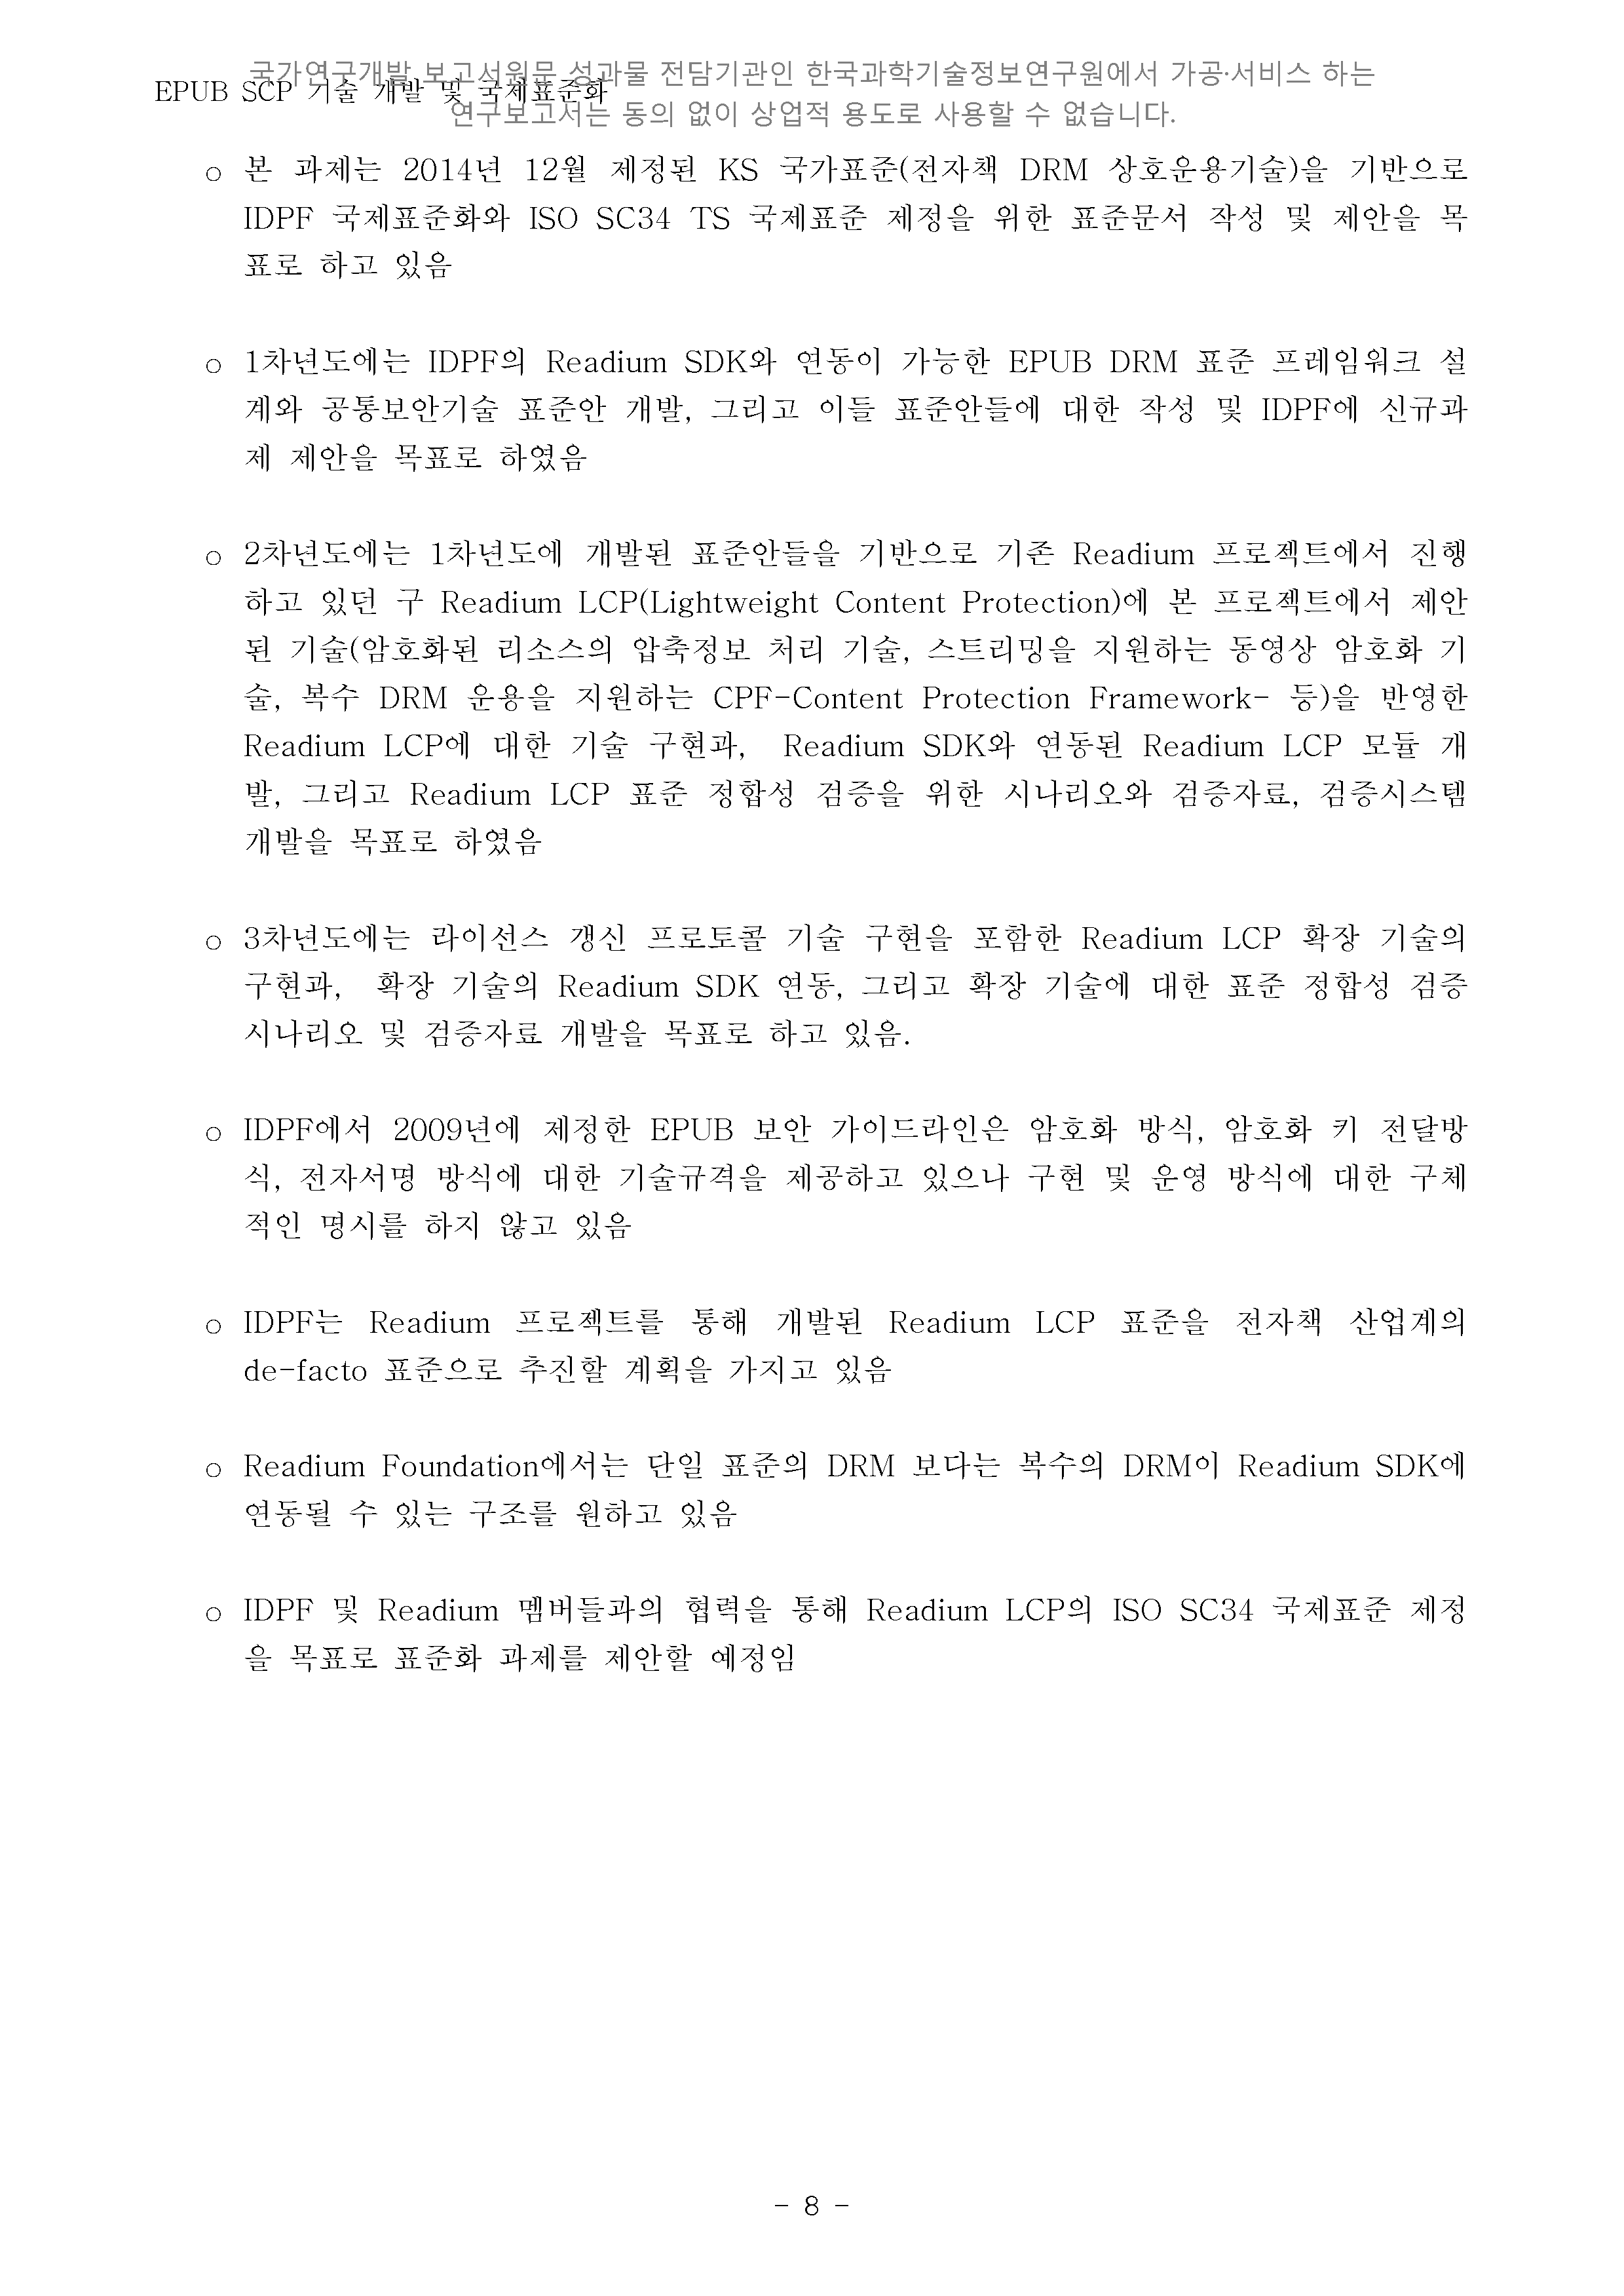 국가연구개발 보고서원문 성과물 전담기관인 한국과학기술정보연구원에서 가공·서비스 하는
EPUB SCP 기술 개발 및 국제표준화
연구보고서는 동의 없이 상업적 용도로 사용할 수 없습니다.
○ 본 과제는 2014년 12월 제정된 KS 국가표준(전자책 DRM 상호운용기술)을 기반으로
IDPF 국제표준화와 ISO SC34 TS 국제표준 제정을 위한 표준문서 작성 및 제안을 목
표로 하고 있음
○ 1차년도에는 IDPF의 Readium SDK와 연동이 가능한 EPUB DRM 표준 프레임워크 설
계와 공통보안기술 표준안 개발, 그리고 이들 표준안들에 대한 작성 및 IDPF에 신규과
제 제안을 목표로 하였음
○ 2차년도에는 1차년도에 개발된 표준안들을 기반으로 기존 Readium 프로젝트에서 진행
하고 있던 구 Readium LCP(Lightweight Content Protection)에 본 프로젝트에서 제안
된 기술(암호화된 리소스의 압축정보 처리 기술, 스트리밍을 지원하는 동영상 암호화 기
술, 복수 DRM 운용을 지원하는 CPF-Content Protection Framework- 등)을 반영한
Readium LCP에 대한 기술 구현과, Readium SDK와 연동된 Readium LCP 모듈 개
발, 그리고 Readium LCP 표준 정합성 검증을 위한 시나리오와 검증자료, 검증시스템
개발을 목표로 하였음
○ 3차년도에는 라이선스 갱신 프로토콜 기술 구현을 포함한 Readium LCP 확장 기술의
구현과, 확장 기술의 Readium SDK 연동, 그리고 확장 기술에 대한 표준 정합성 검증
시나리오 및 검증자료 개발을 목표로 하고 있음.
○ IDPF에서 2009년에 제정한 EPUB 보안 가이드라인은 암호화 방식, 암호화 키 전달방
식, 전자서명 방식에 대한 기술규격을 제공하고 있으나 구현 및 운영 방식에 대한 구체
적인 명시를 하지 않고 있음
○ IDPF는 Readium 프로젝트를 통해 개발된 Readium LCP 표준을 전자책 산업계의
de-facto 표준으로 추진할 계획을 가지고 있음
○ Readium Foundation에서는 단일 표준의 DRM 보다는 복수의 DRM이 Readium SDK에
연동될 수 있는 구조를 원하고 있음
○ IDPF 및 Readium 멤버들과의 협력을 통해 Readium LCP의 ISO SC34 국제표준 제정
을 목표로 표준화 과제를 제안할 예정임
- 8 -